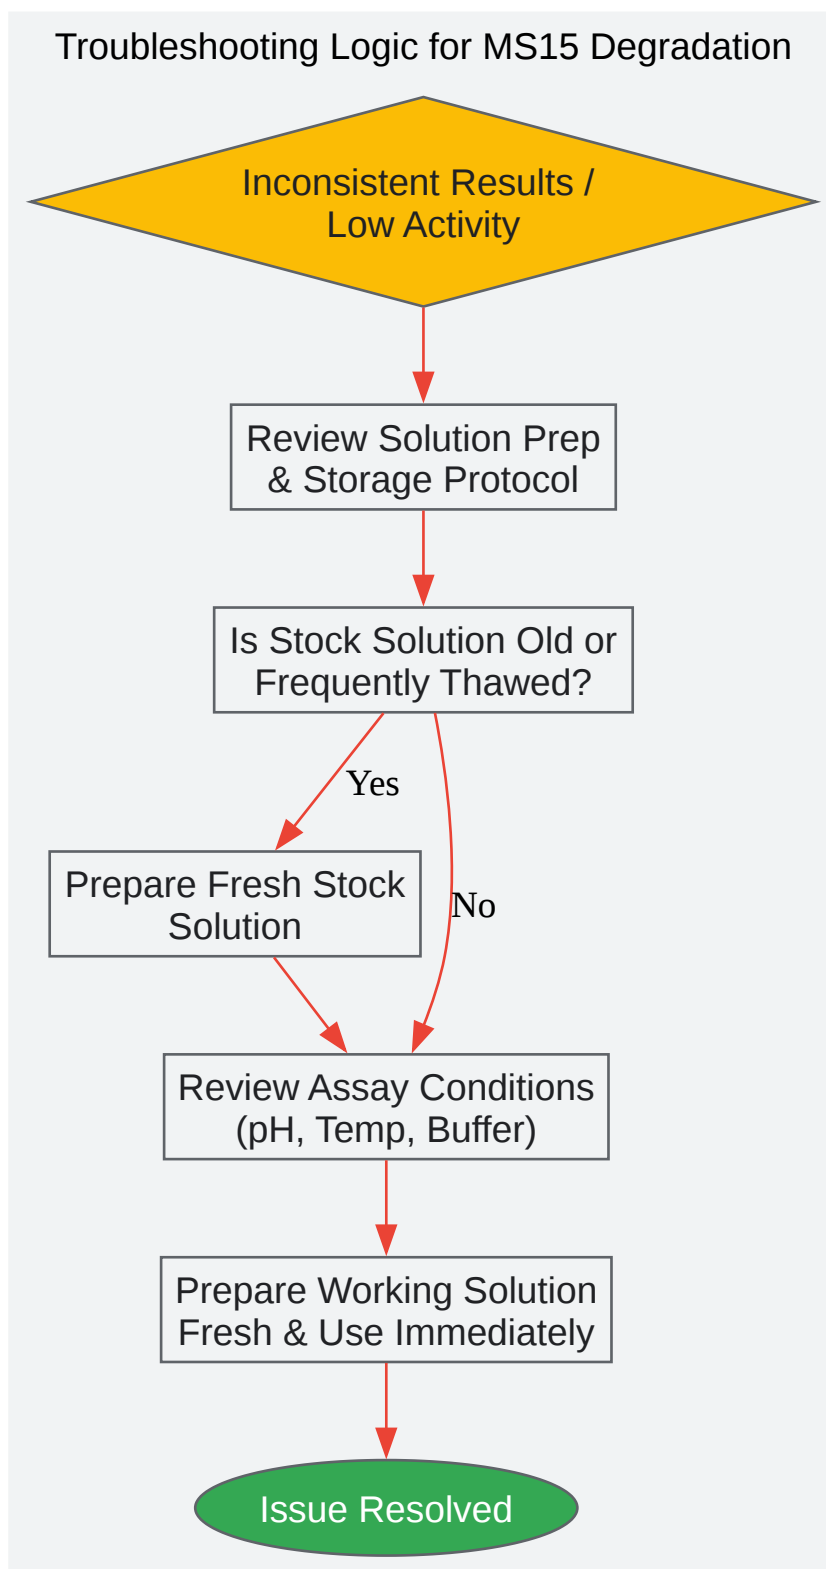 Troubleshooting Logic for MS15 Degradation
Inconsistent Results /
Low Activity
Review Solution Prep
& Storage Protocol
Is Stock Solution Old or
Frequently Thawed?
Yes
Prepare Fresh Stock
Solution
No
Review Assay Conditions
(pH, Temp, Buffer)
Prepare Working Solution
Fresh & Use Immediately
Issue Resolved